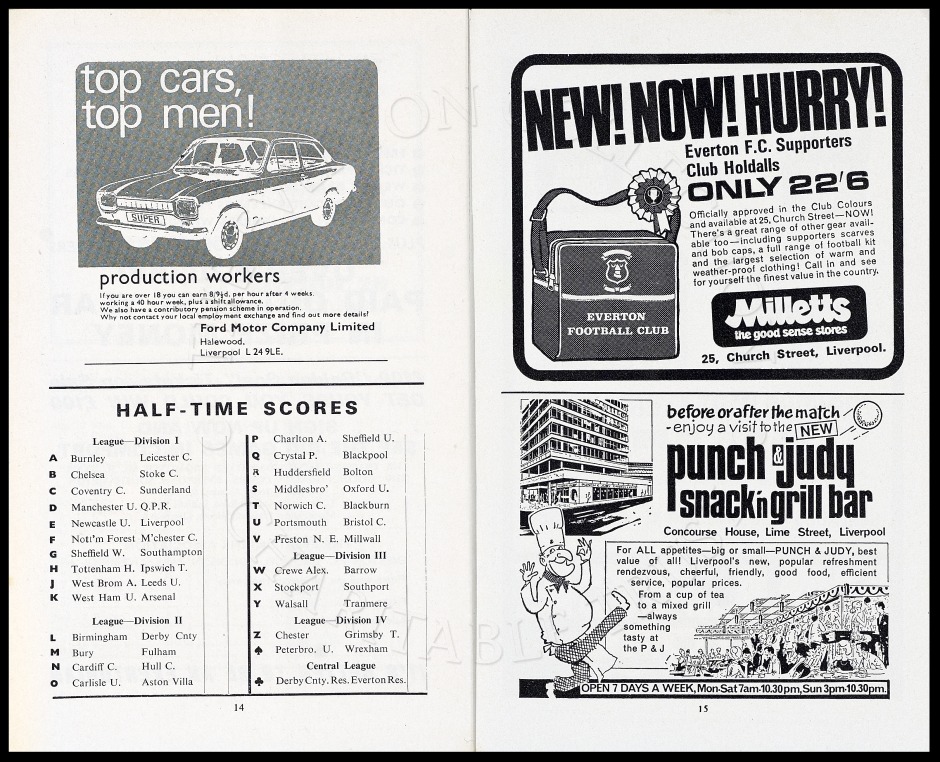 top cars,
top men!
SUPER
production workers
If you are over 18 you can earn 8/9½d. per hour after 4 weeks.
working a 40 hour week, plus a shift allowance.
We also have a contributory pension scheme in operation.
Why not contact your local employment exchange and find out more details?
Ford Motor Company Limited
Halewood.
Liverpool L 24 9LE.
HALF-TIME SCORES
League—Division I
A Burnley Leicester C.
B Chelsea Stoke C.
C Coventry C. Sunderland
D Manchester U. Q.P.R.
E Newcastle U. Liverpool
F Nott'm Forest M'chester C.
G Sheffield W. Southampton
H Tottenham H. Ipswich T.
J West Brom A. Leeds U.
K West Ham U. Arsenal
League—Division II
L Birmingham Derby Cnty
M Bury Fulham
N Cardiff C. Hull C.
O Carlisle U. Aston Villa
P Charlton A. Sheffield U.
Q Crystal P. Blackpool
R Huddersfield Bolton
S Middlesbro' Oxford U.
T Norwich C. Blackburn
U Portsmouth Bristol C.
V Preston N. E. Millwall
League—Division III
W Crewe Alex. Barrow
X Stockport Southport
Y Walsall Tranmere
League—Division IV
Z Chester Grimsby T.
♠ Peterbro. U. Wrexham
Central League
♣ Derby Cnty. Res. Everton Res.
14
NEW! NOW! HURRY!
Everton F.C. Supporters
Club Holdalls
ONLY 22'6
Officially approved in the Club Colours
and available at 25, Church Street—NOW!
There's a great range of other gear avail-
able too—including supporters scarves
and bob caps, a full range of football kit
and the largest selection of warm and
weather-proof clothing! Call in and see
for yourself the finest value in the country.
EVERTON
FOOTBALL CLUB
Milletts
the good sense stores
25, Church Street, Liverpool.
before or after the match
-enjoy a visit to the NEW
punch & judy
snack'n grill bar
Concourse House, Lime Street, Liverpool
For ALL appetites—big or small—PUNCH & JUDY, best
value of all! Liverpool's new, popular refreshment
rendezvous, cheerful, friendly, good food, efficient
service, popular prices.
From a cup of tea
to a mixed grill
—always
something
tasty at
the P & J
OPEN 7 DAYS A WEEK, Mon-Sat 7am-10.30pm, Sun 3pm-10.30pm.
15